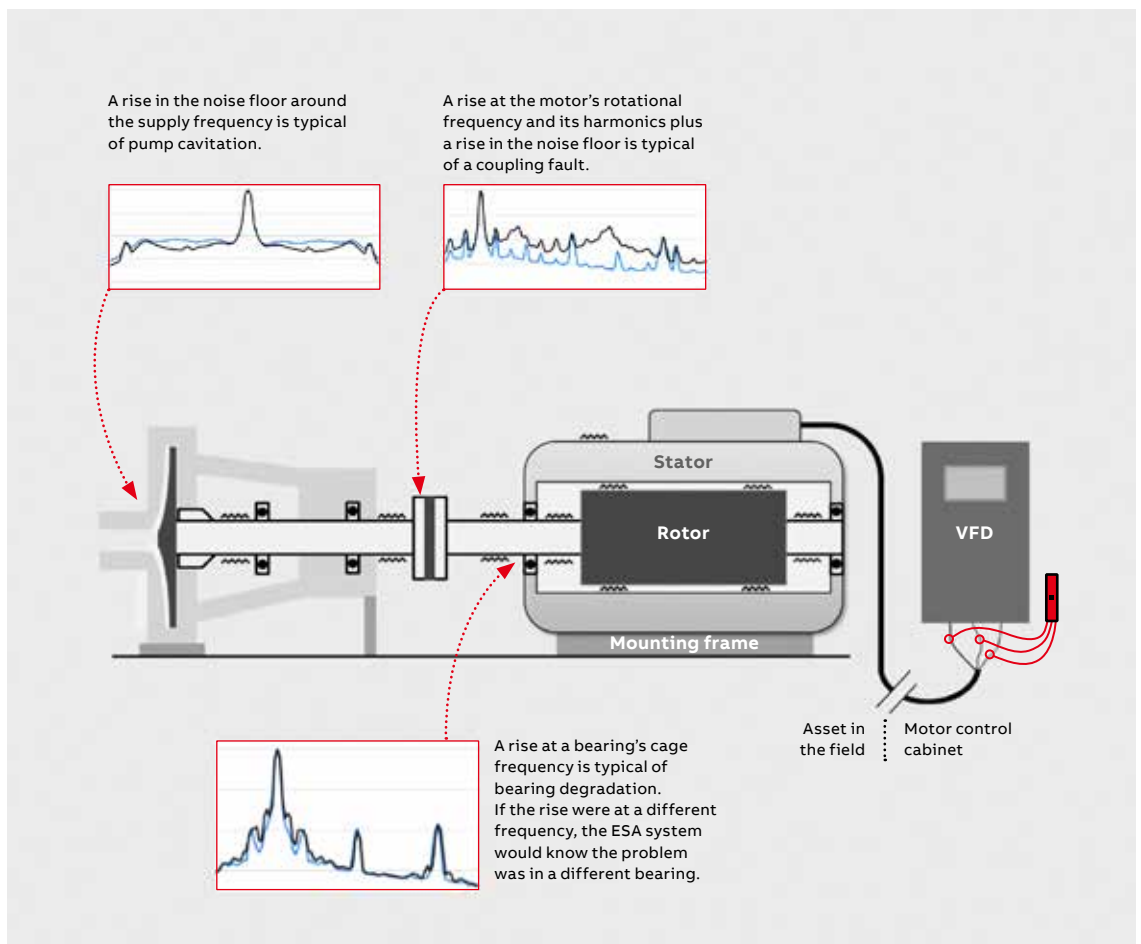 A rise in the noise floor around
the supply frequency is typical
of pump cavitation.
A rise at the motor’s rotational
frequency and its harmonics plus
a rise in the noise floor is typical
of a coupling fault.
Stator
Rotor
VFD
Mounting frame
Asset in
the field
Motor control
cabinet
A rise at a bearing’s cage
frequency is typical of
bearing degradation.
If the rise were at a different
frequency, the ESA system
would know the problem
was in a different bearing.